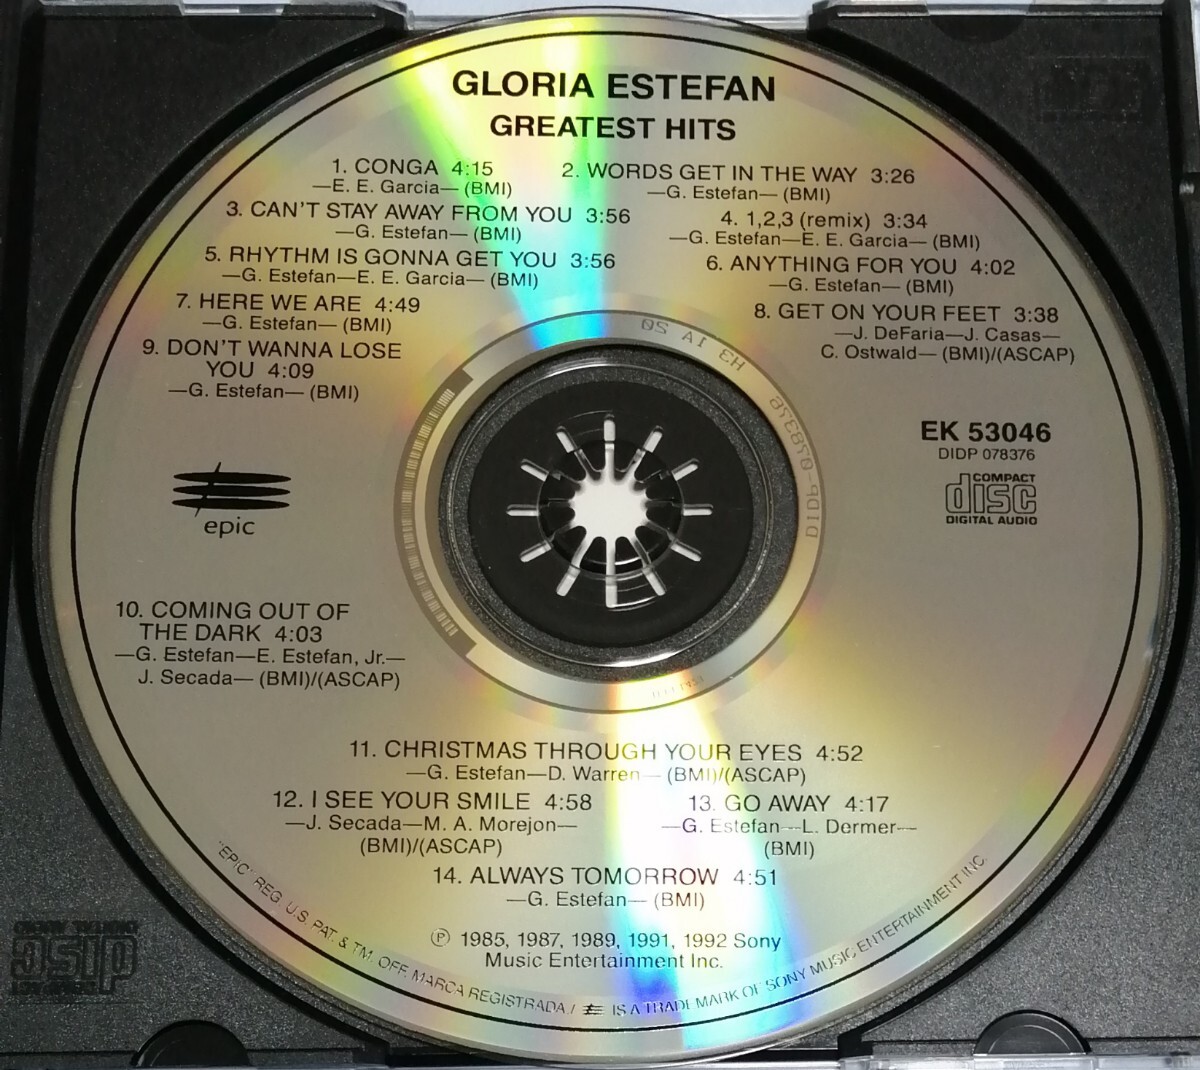 GLORIA ESTEFAN
GREATEST HITS
1. CONGA 4:15
—E. E. Garcia— (BMI)
2. WORDS GET IN THE WAY 3:26
—G. Estefan— (BMI)
3. CAN'T STAY AWAY FROM YOU 3:56
—G. Estefan— (BMI)
4. 1,2,3 (remix) 3:34
—G. Estefan—E. E. Garcia— (BMI)
5. RHYTHM IS GONNA GET YOU 3:56
—G. Estefan—E. E. Garcia— (BMI)
6. ANYTHING FOR YOU 4:02
—G. Estefan— (BMI)
7. HERE WE ARE 4:49
—G. Estefan— (BMI)
8. GET ON YOUR FEET 3:38
—J. DeFaria—J. Casas—
C. Ostwald— (BMI)/(ASCAP)
9. DON'T WANNA LOSE
YOU 4:09
—G. Estefan— (BMI)
H3 1A 20
DIDP-078376
EK 53046
DIDP 078376
COMPACT
disc
DIGITAL AUDIO
epic
10. COMING OUT OF
THE DARK 4:03
—G. Estefan—E. Estefan, Jr.—
J. Secada— (BMI)/(ASCAP)
11. CHRISTMAS THROUGH YOUR EYES 4:52
—G. Estefan—D. Warren— (BMI)/(ASCAP)
12. I SEE YOUR SMILE 4:58
—J. Secada—M. A. Morejon—
(BMI)/(ASCAP)
13. GO AWAY 4:17
—G. Estefan—L. Dermer—
(BMI)
14. ALWAYS TOMORROW 4:51
—G. Estefan— (BMI)
℗ 1985, 1987, 1989, 1991, 1992 Sony
Music Entertainment Inc.
"EPIC" REG. U.S. PAT. & TM. OFF. MARCA REGISTRADA./ IS A TRADEMARK OF SONY MUSIC ENTERTAINMENT INC.
disc